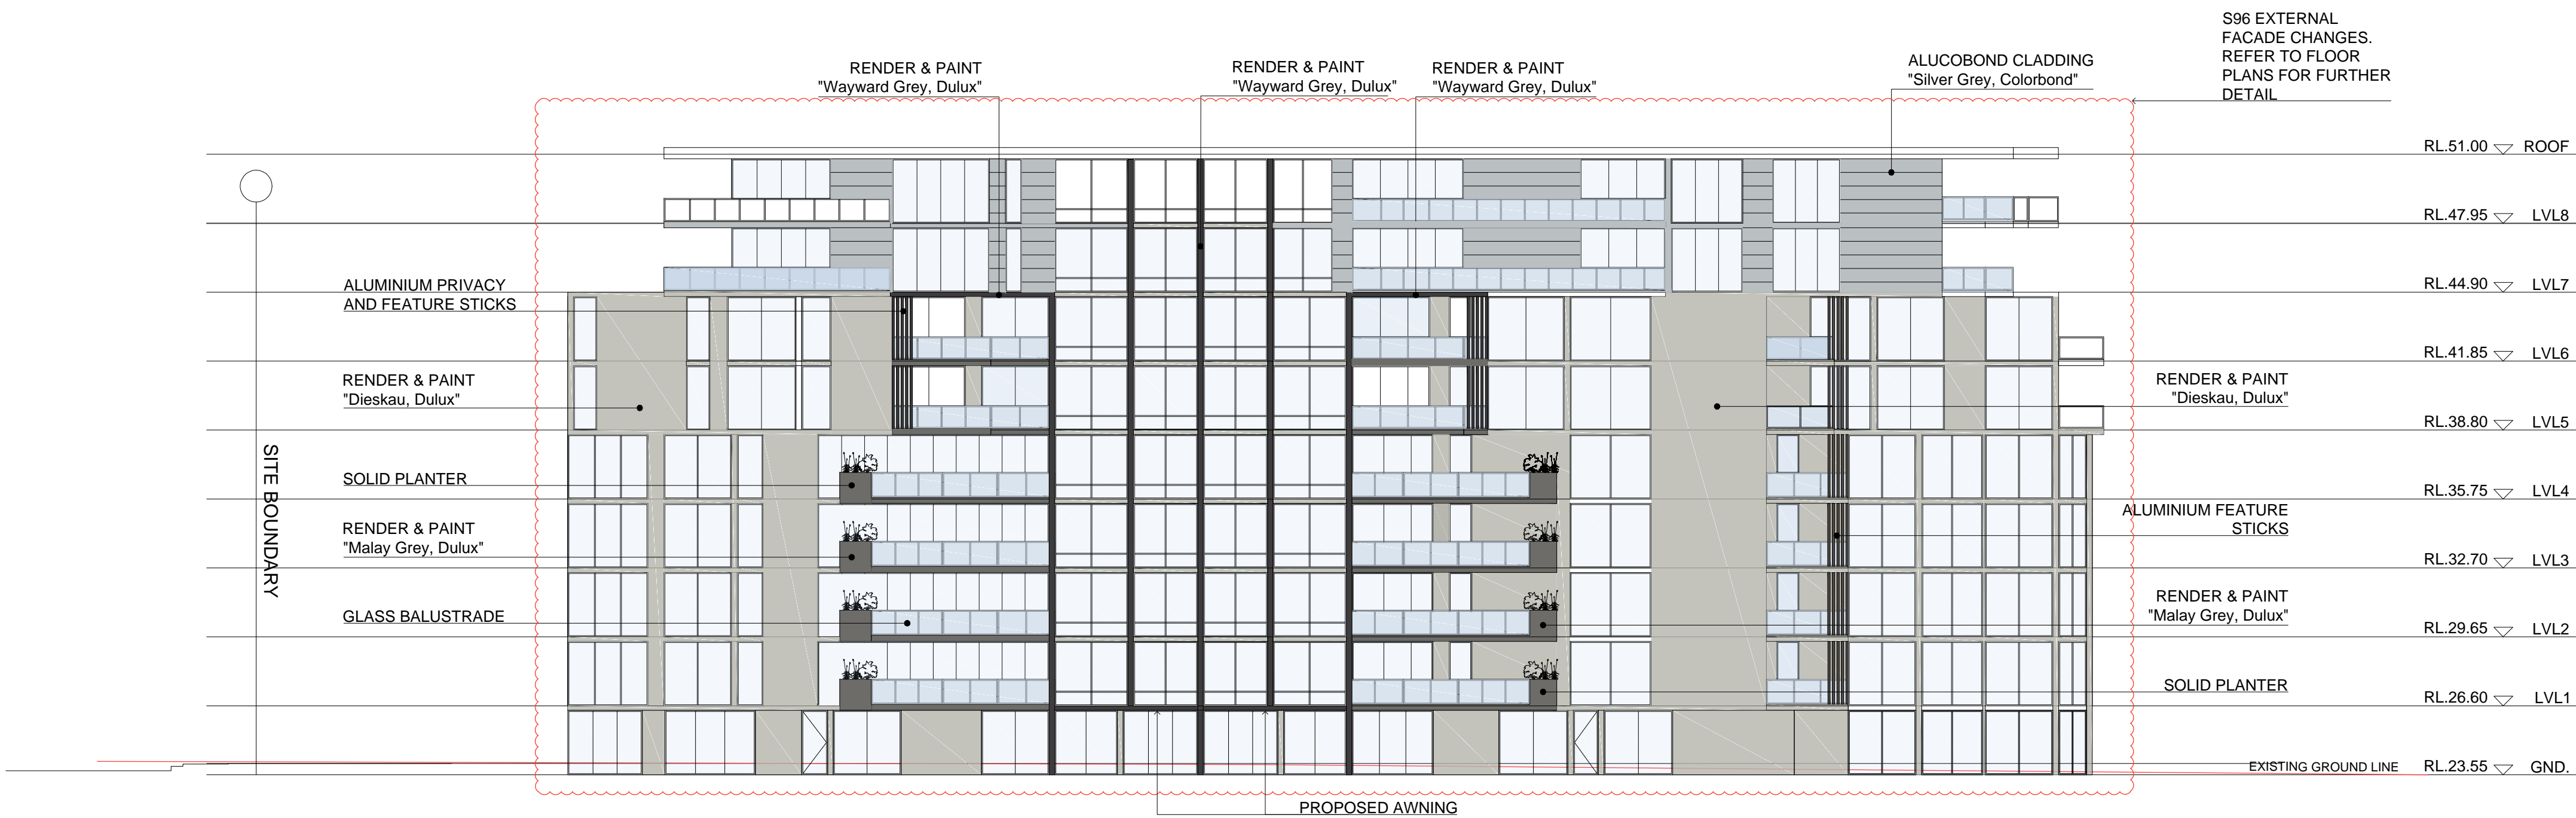 S96 EXTERNAL
FACADE CHANGES.
REFER TO FLOOR
PLANS FOR FURTHER
DETAIL
RENDER & PAINT
"Wayward Grey, Dulux"
RENDER & PAINT
"Wayward Grey, Dulux"
RENDER & PAINT
"Wayward Grey, Dulux"
ALUCOBOND CLADDING
"Silver Grey, Colorbond"
RL.51.00 ROOF
RL.47.95 LVL8
RL.44.90 LVL7
RL.41.85 LVL6
RL.38.80 LVL5
RL.35.75 LVL4
RL.32.70 LVL3
RL.29.65 LVL2
RL.26.60 LVL1
EXISTING GROUND LINE RL.23.55 GND.
ALUMINIUM PRIVACY
AND FEATURE STICKS
RENDER & PAINT
"Dieskau, Dulux"
SOLID PLANTER
RENDER & PAINT
"Malay Grey, Dulux"
GLASS BALUSTRADE
SITE BOUNDARY
RENDER & PAINT
"Dieskau, Dulux"
ALUMINIUM FEATURE
STICKS
RENDER & PAINT
"Malay Grey, Dulux"
SOLID PLANTER
PROPOSED AWNING